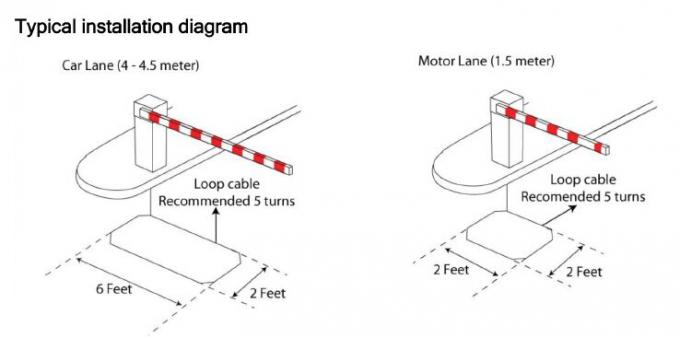 Typical installation diagram
Car Lane (4 - 4.5 meter)
Loop cable
Recommended 5 turns
6 Feet
2 Feet
Motor Lane (1.5 meter)
Loop cable
Recomended 5 turns
2 Feet
2 Feet